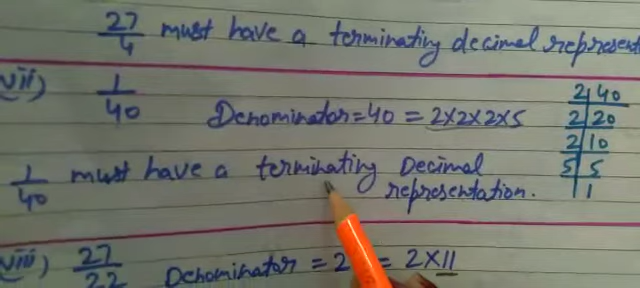 27/4 must have a terminating decimal represent
vii) 1/40 Denominator = 40 = 2×2×2×5
2 | 40
2 | 20
2 | 10
5 | 5
1
1/40 must have a terminating Decimal
representation.
viii) 27/22 Denominator = 2 = 2×11